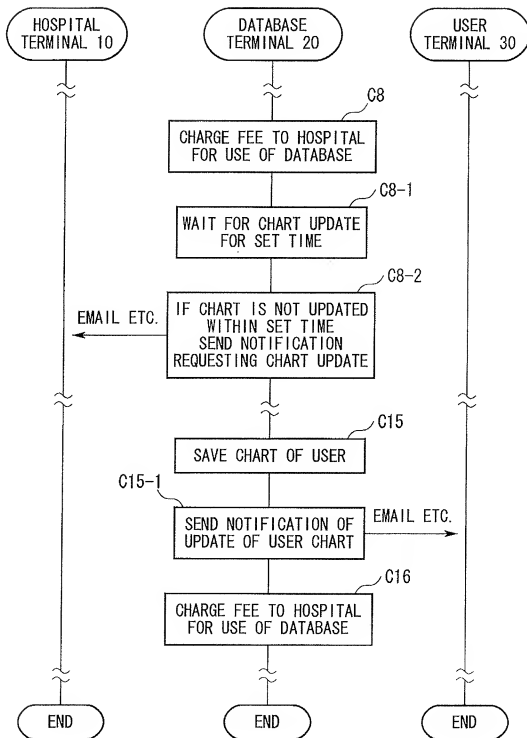 HOSPITAL
TERMINAL 10
DATABASE
TERMINAL 20
USER
TERMINAL 30
C8
CHARGE FEE TO HOSPITAL
FOR USE OF DATABASE
C8-1
WAIT FOR CHART UPDATE
FOR SET TIME
C8-2
EMAIL ETC.
IF CHART IS NOT UPDATED
WITHIN SET TIME
SEND NOTIFICATION
REQUESTING CHART UPDATE
C15
SAVE CHART OF USER
C15-1
SEND NOTIFICATION OF
UPDATE OF USER CHART
EMAIL ETC.
C16
CHARGE FEE TO HOSPITAL
FOR USE OF DATABASE
END
END
END